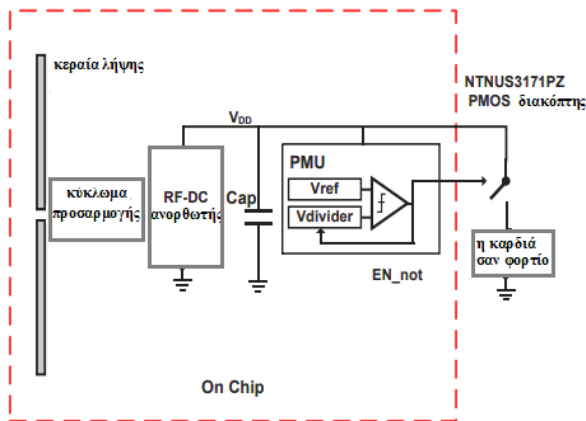 κεραία λήψης
NTNUS3171PZ
PMOS διακόπτης
VDD
PMU
κύκλωμα
προσαρμογής
RF-DC
ανορθωτής
Cap
Vref
Vdivider
η καρδιά
σαν φορτίο
EN_not
On Chip